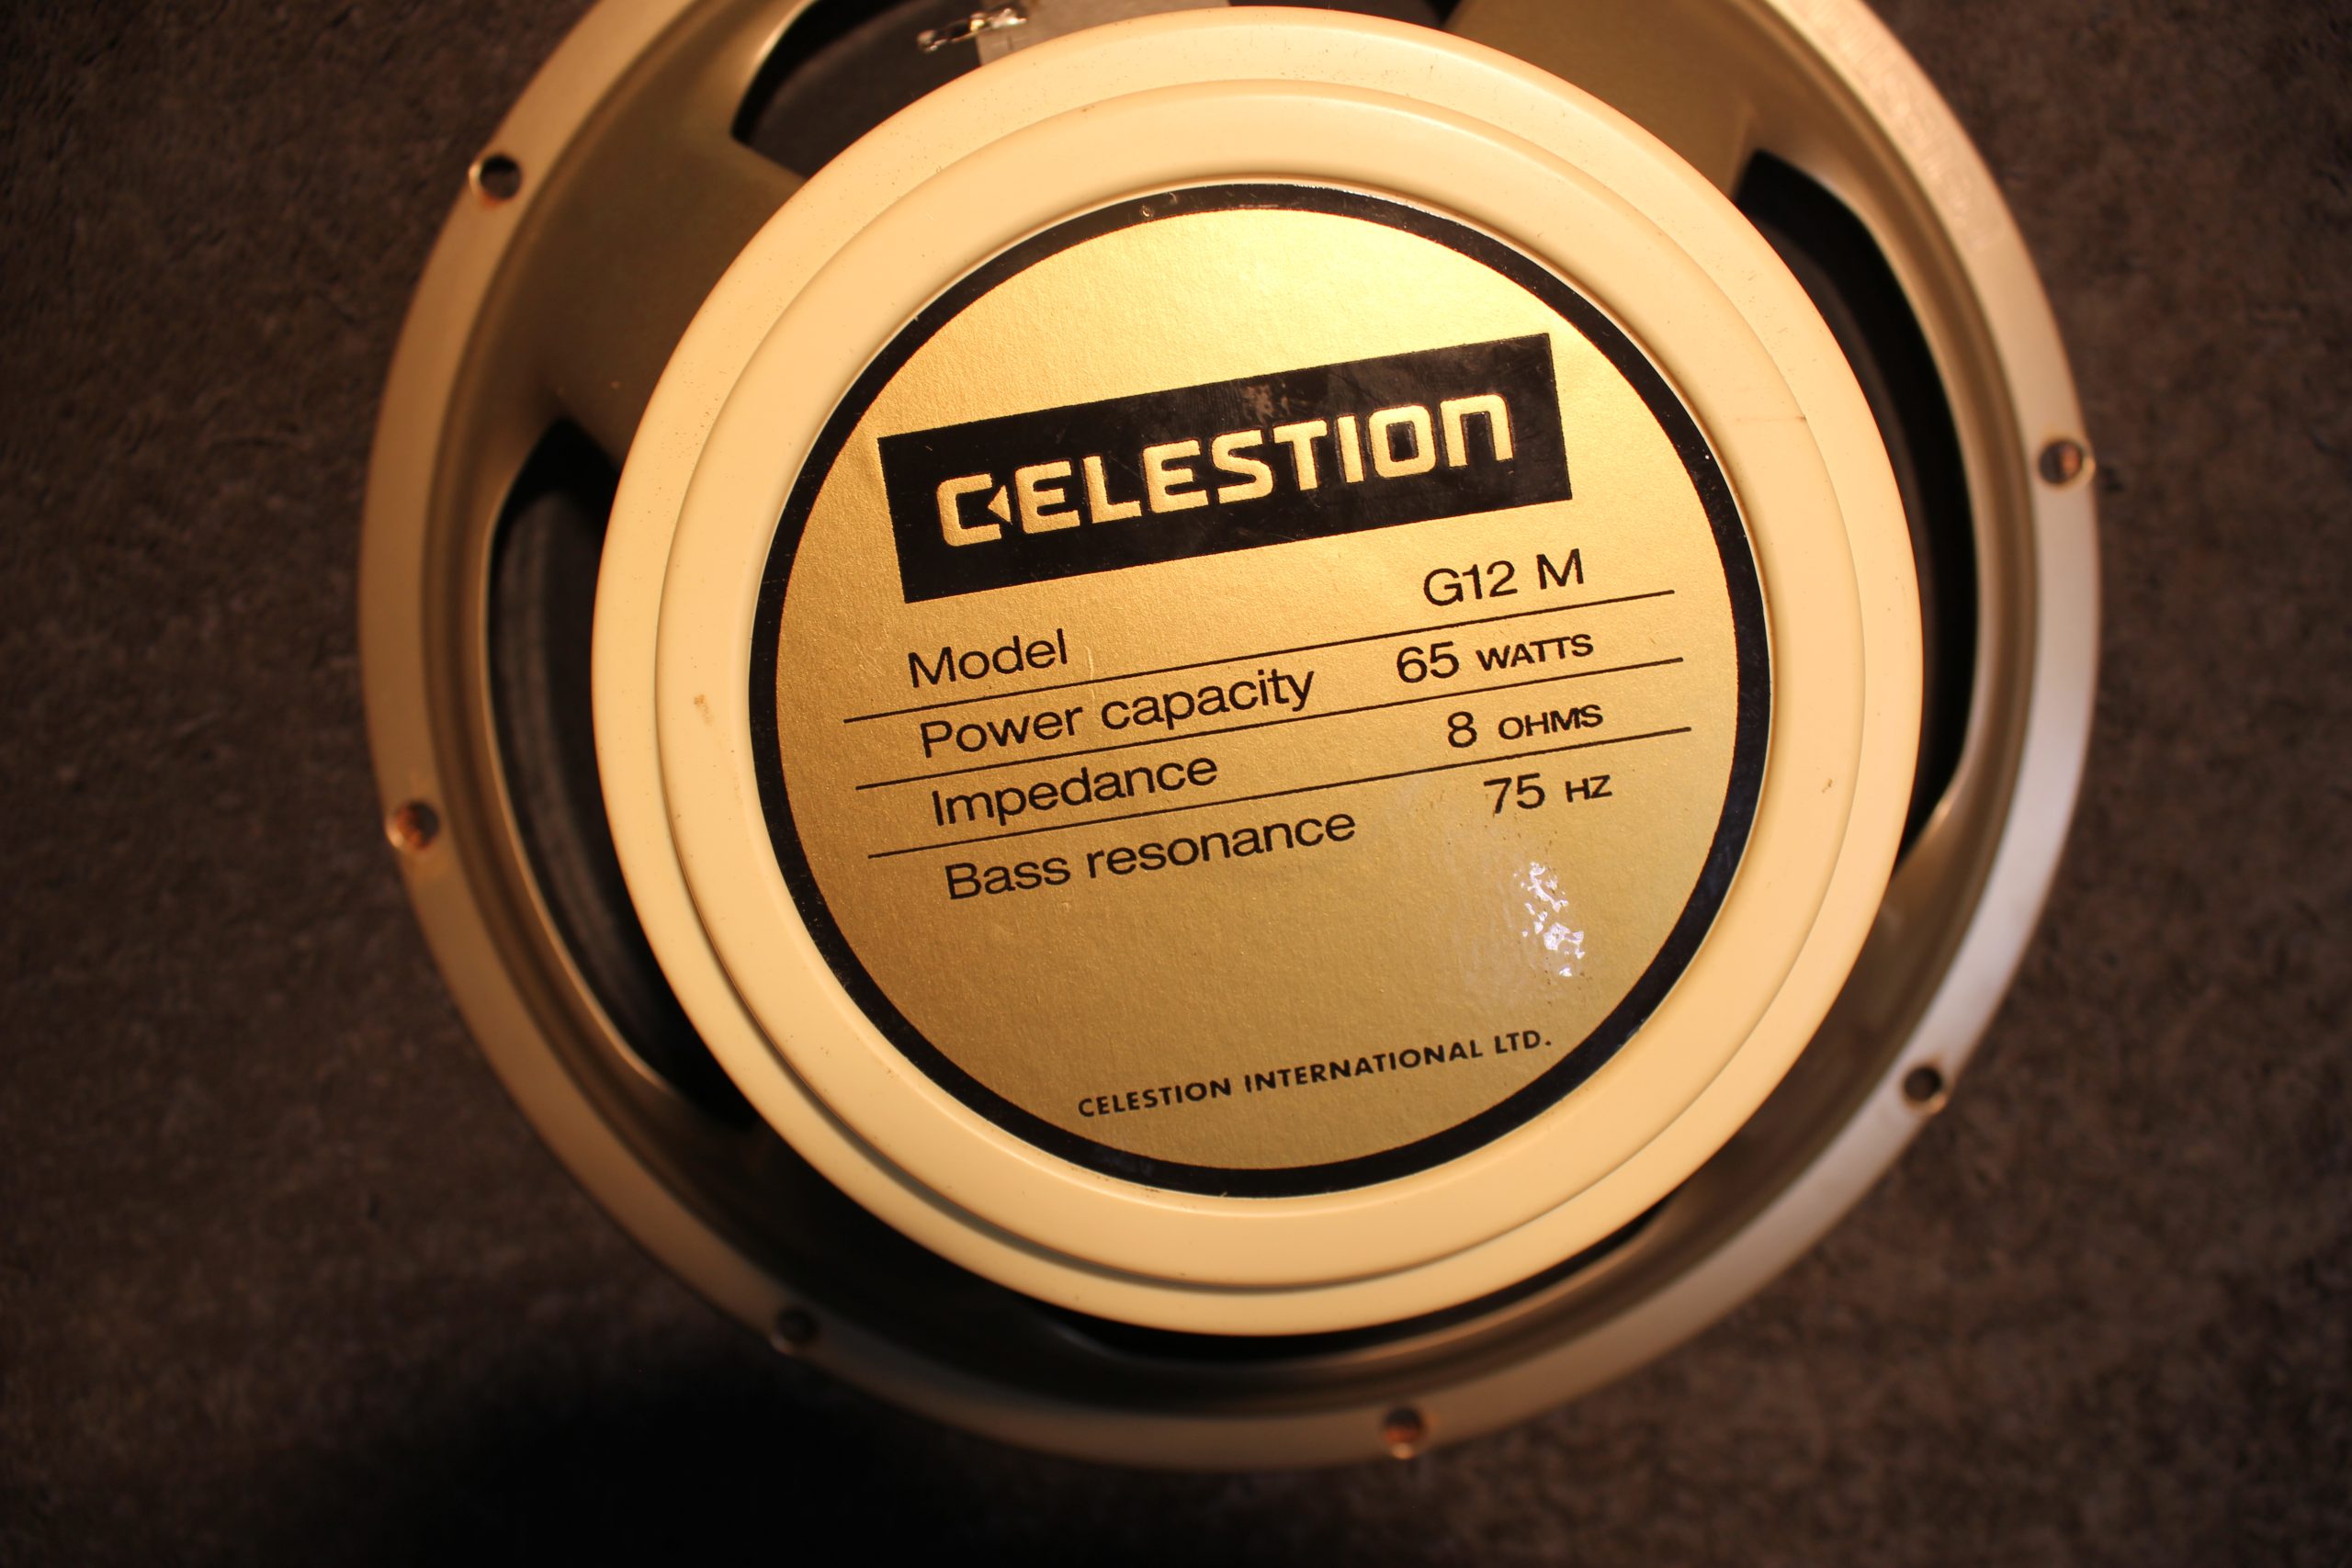 CELESTION
Model G12 M
Power capacity 65 WATTS
Impedance 8 OHMS
Bass resonance 75 HZ
CELESTION INTERNATIONAL LTD.